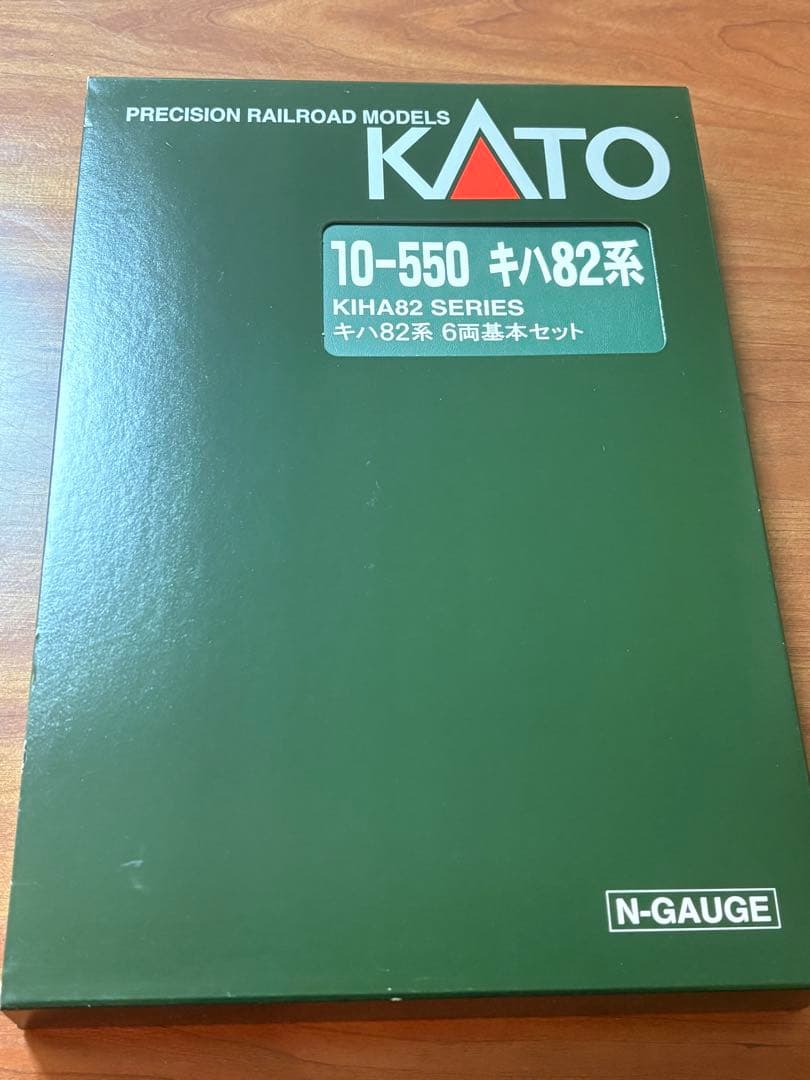 PRECISION RAILROAD MODELS
KATO
10-550 キハ82系
KIHA82 SERIES
キハ82系 6両基本セット
N-GAUGE